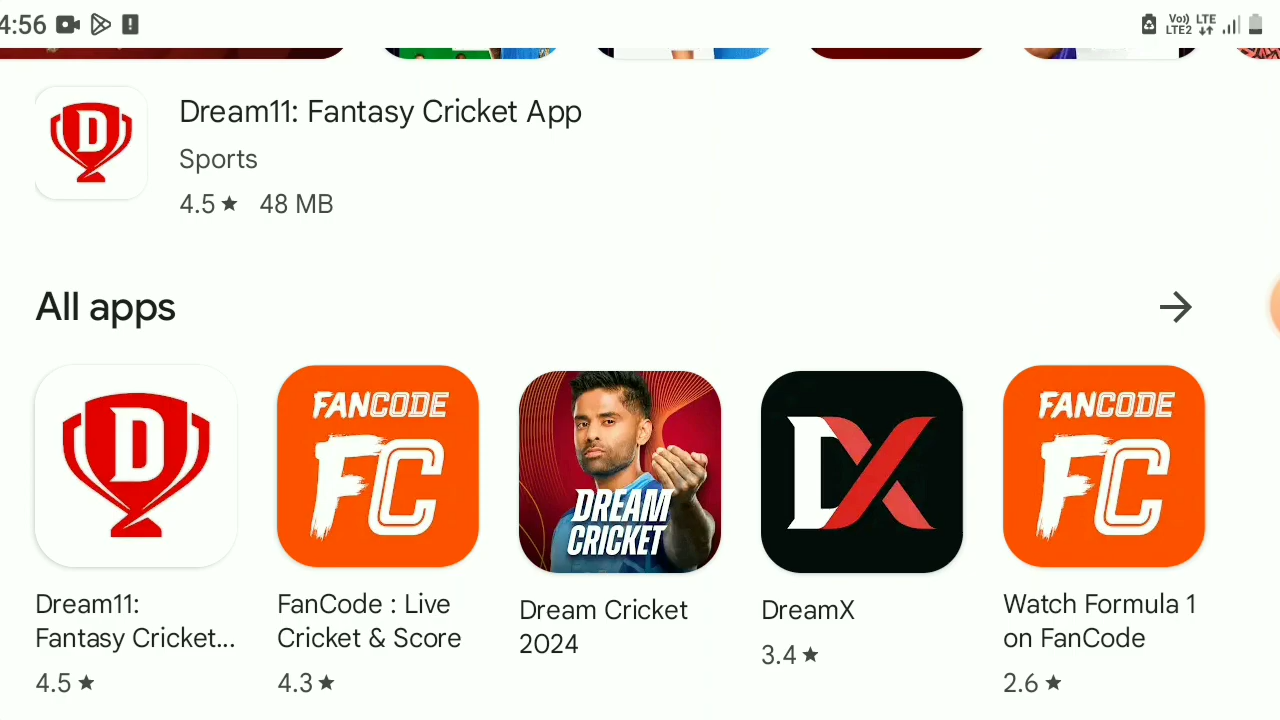 4:56
Vo)) LTE
LTE2
Dream11: Fantasy Cricket App
Sports
4.5 ★ 48 MB
All apps
D
D
FANCODE
FC
DREAM
CRICKET
DX
FANCODE
FC
Dream11:
Fantasy Cricket...
4.5 ★
FanCode : Live
Cricket & Score
4.3 ★
Dream Cricket
2024
DreamX
3.4 ★
Watch Formula 1
on FanCode
2.6 ★